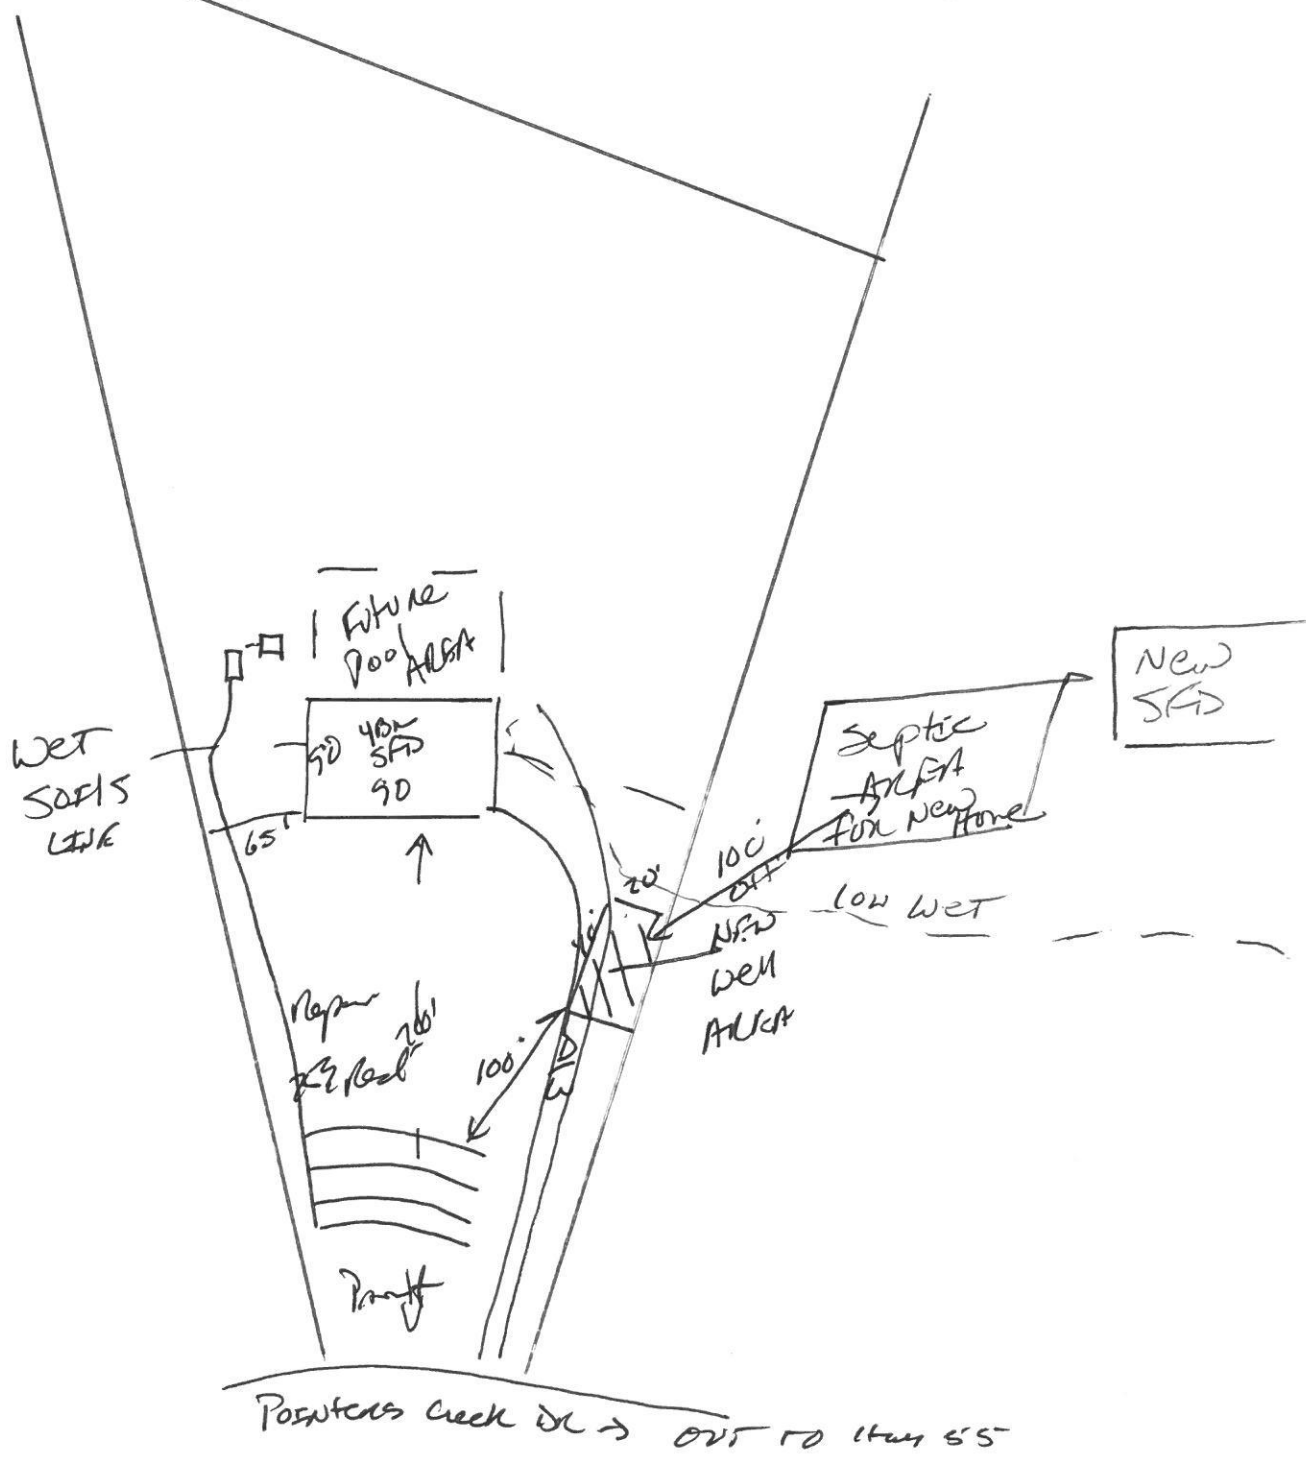 Future
Pool AREA
New
SFD
4BR
SFD
90
90
Septic
AREA
For New Home
WET
SOILS
LINE
65'
100'
OFF
20'
LOW WET
NEW
Well
AREA
Repair
200'
100'
D/W
Pointers Creek DR → OUT TO Hwy 55